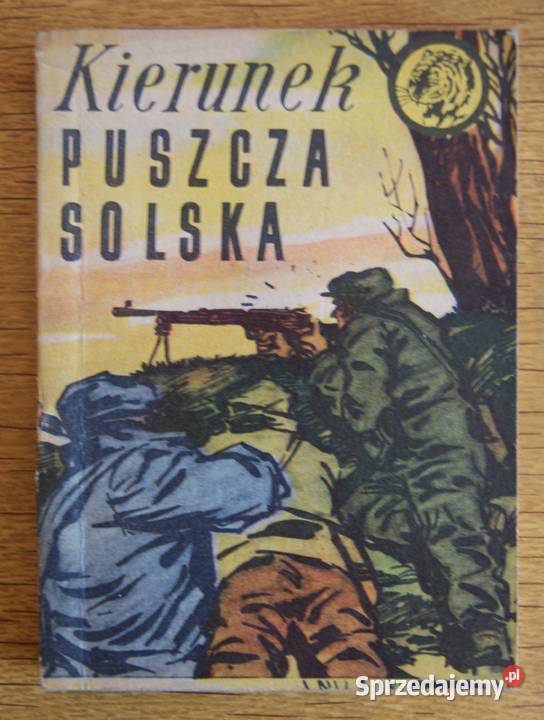 Kierunek
PUSZCZA
SOLSKA
Sprzedajemy.pl